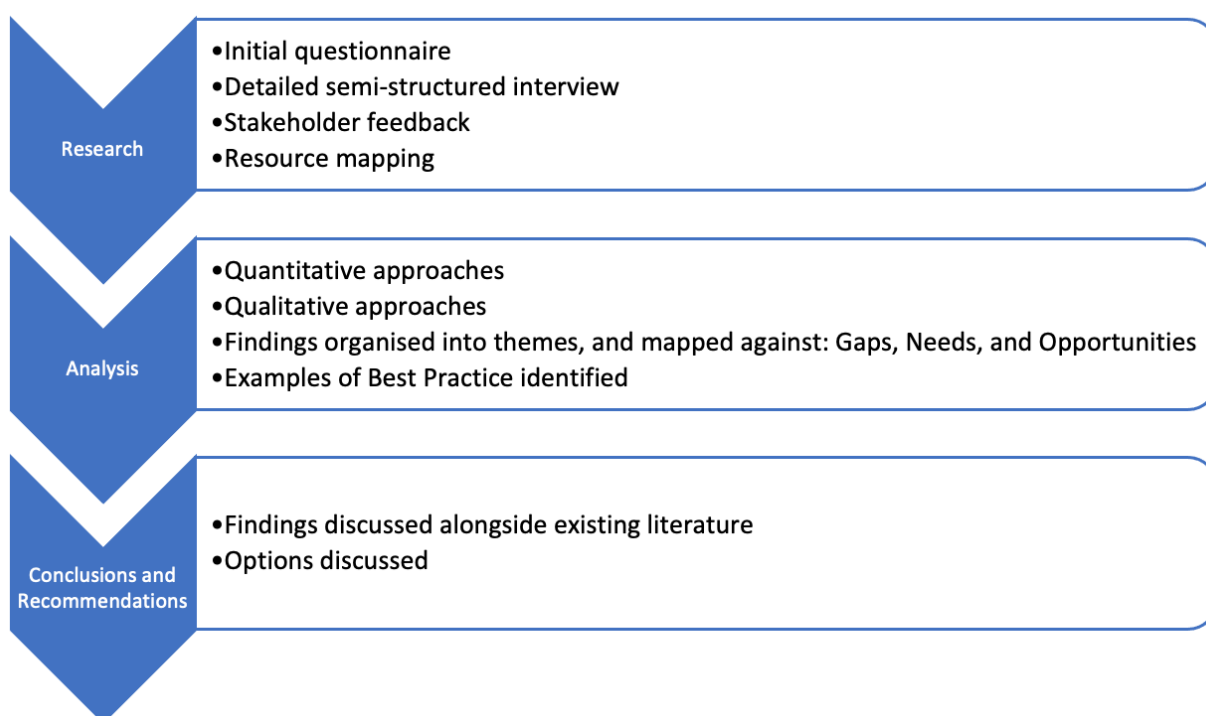 Research
•Initial questionnaire
•Detailed semi-structured interview
•Stakeholder feedback
•Resource mapping
Analysis
•Quantitative approaches
•Qualitative approaches
•Findings organised into themes, and mapped against: Gaps, Needs, and Opportunities
•Examples of Best Practice identified
Conclusions and
Recommendations
•Findings discussed alongside existing literature
•Options discussed